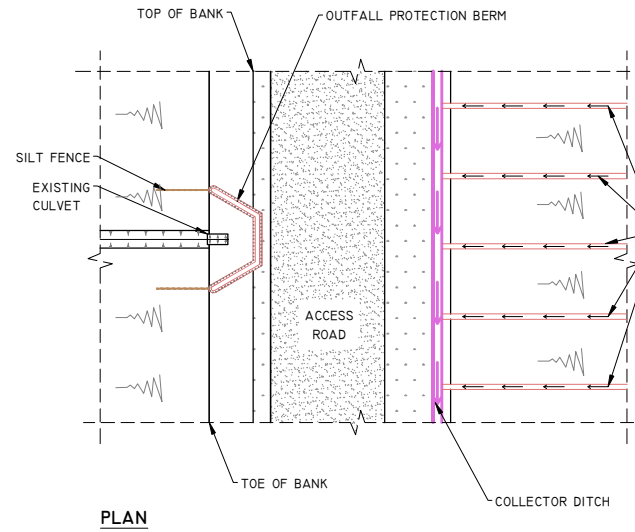 TOP OF BANK
OUTFALL PROTECTION BERM
SILT FENCE
EXISTING
CULVET
ACCESS
ROAD
TOE OF BANK
COLLECTOR DITCH
PLAN